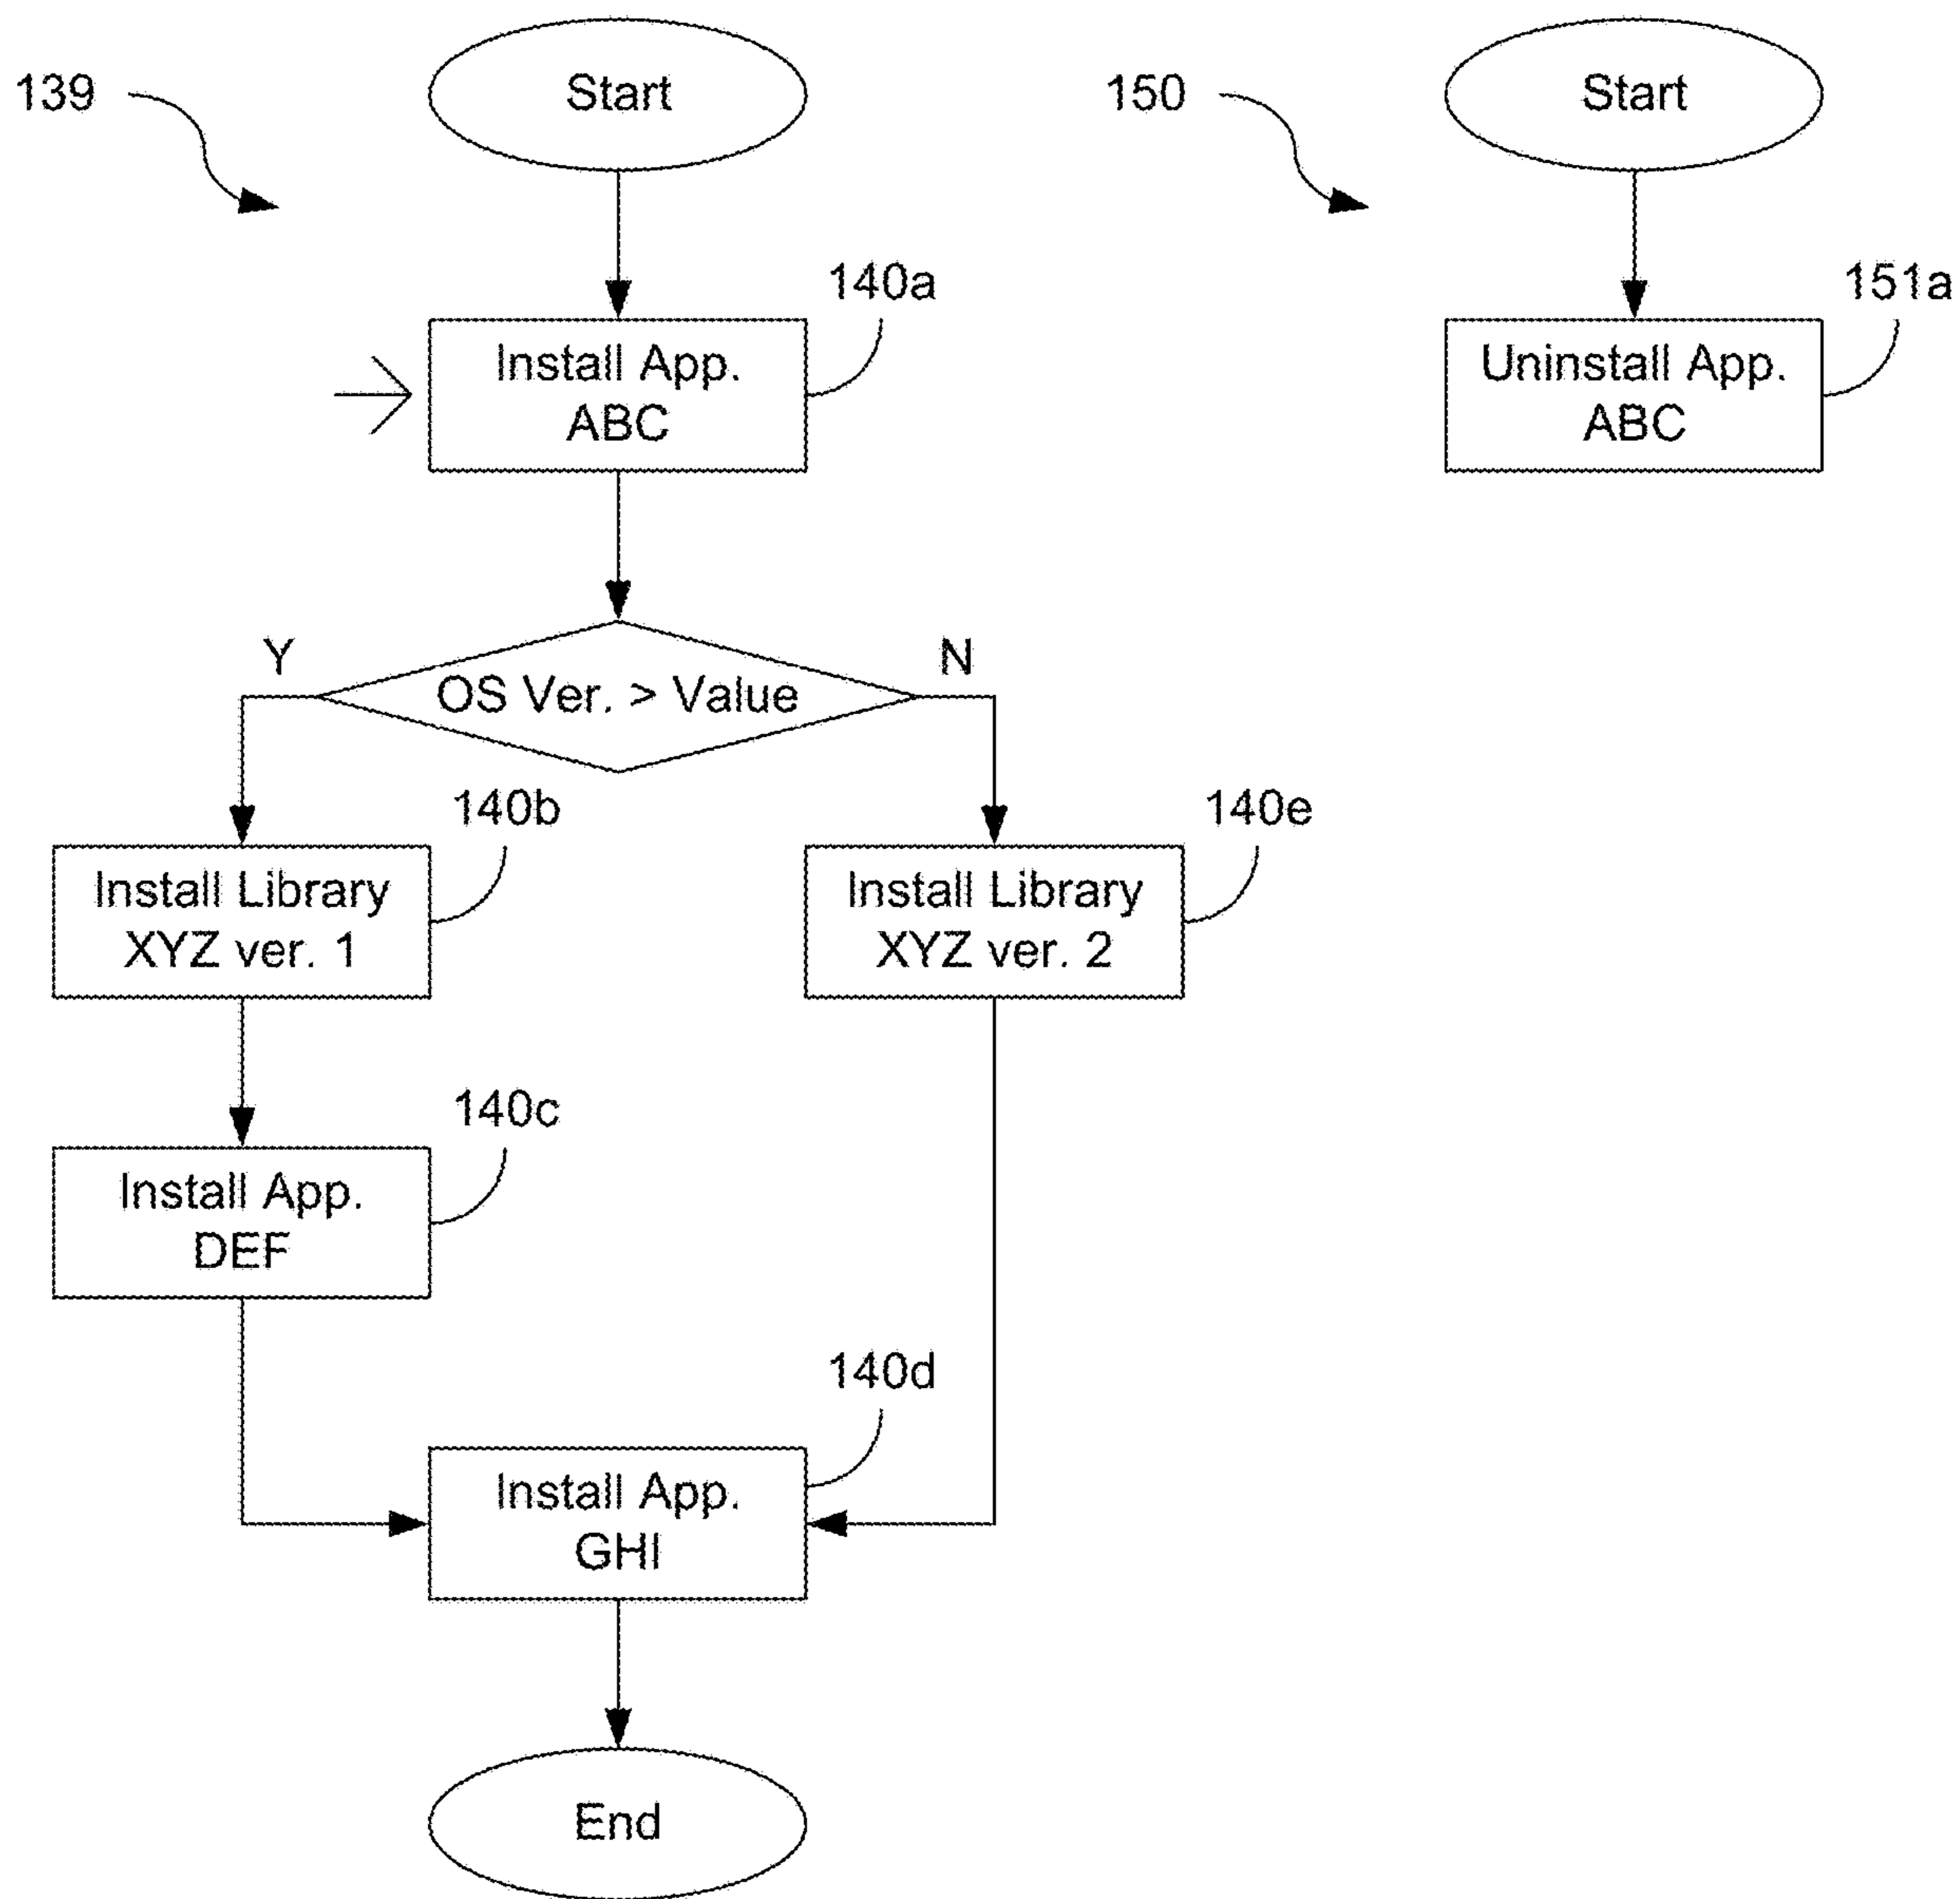 139
Start
150
Start
140a
151a
Install App.
ABC
Uninstall App.
ABC
Y
N
OS Ver. > Value
140b
140e
Install Library
XYZ ver. 1
Install Library
XYZ ver. 2
140c
Install App.
DEF
140d
Install App.
GHI
End